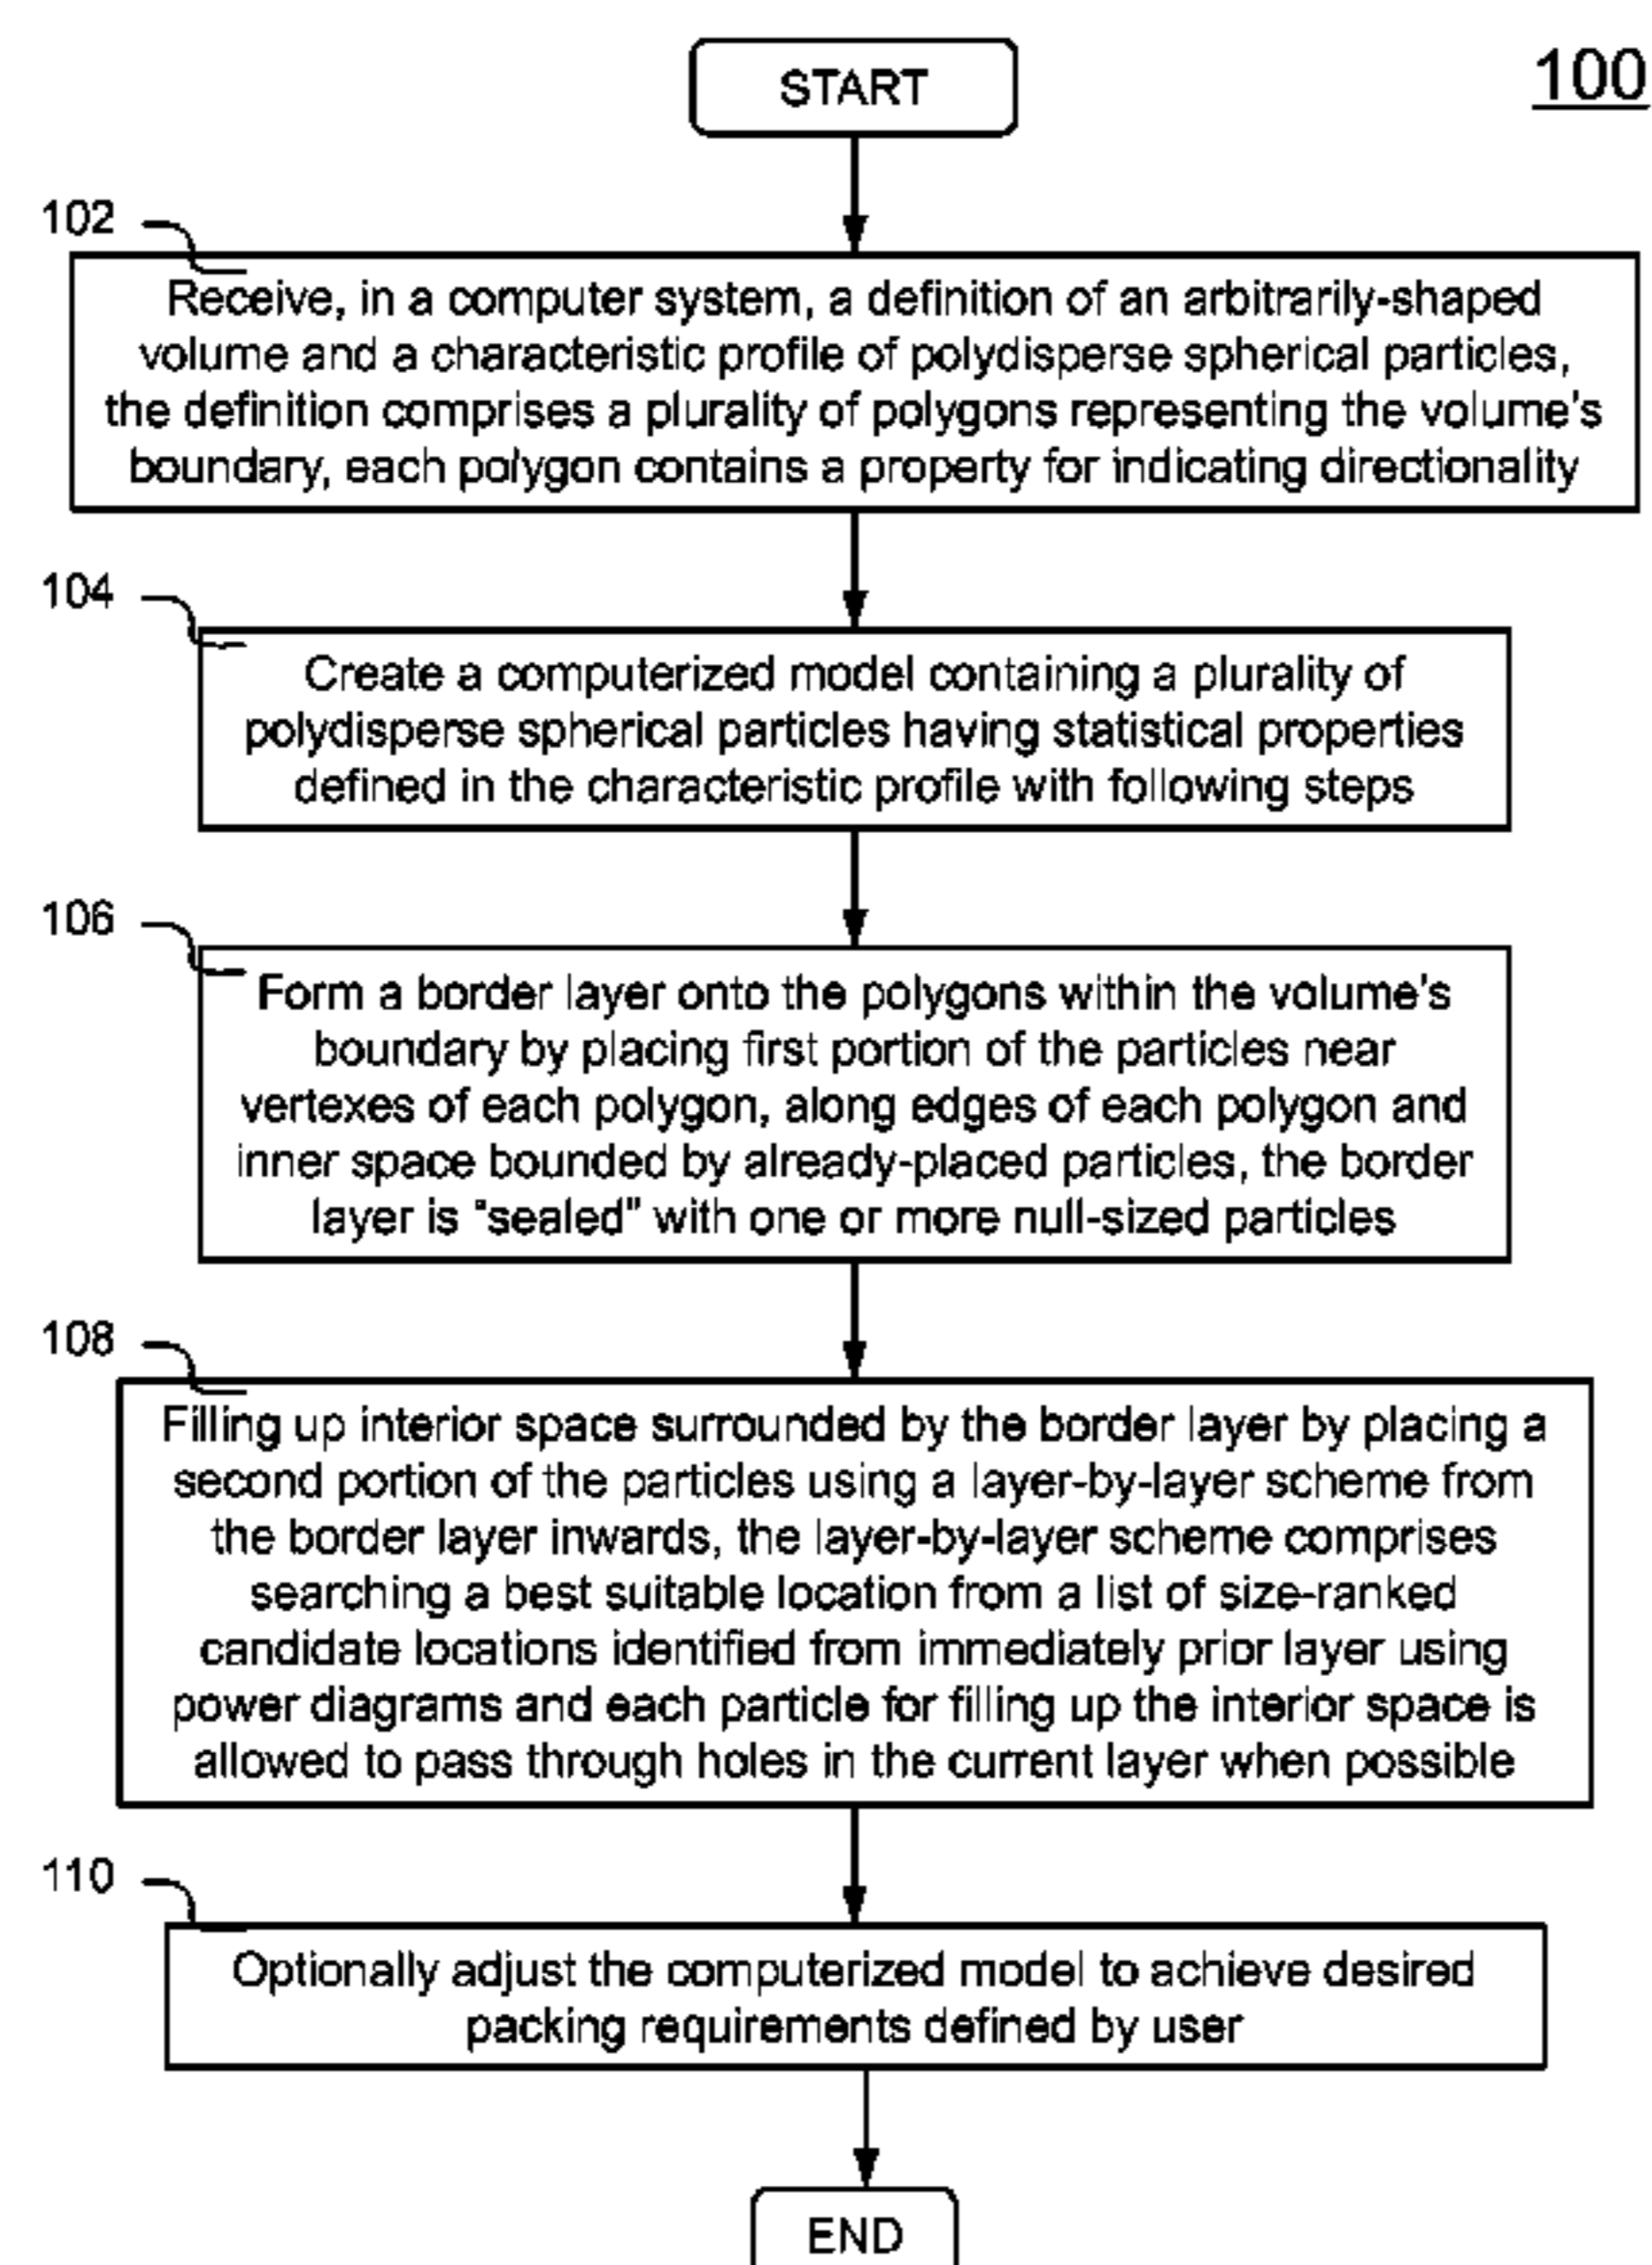 START
100
102
Receive, in a computer system, a definition of an arbitrarily-shaped
volume and a characteristic profile of polydisperse spherical particles,
the definition comprises a plurality of polygons representing the volume's
boundary, each polygon contains a property for indicating directionality
104
Create a computerized model containing a plurality of
polydisperse spherical particles having statistical properties
defined in the characteristic profile with following steps
106
Form a border layer onto the polygons within the volume's
boundary by placing first portion of the particles near
vertexes of each polygon, along edges of each polygon and
inner space bounded by already-placed particles, the border
layer is "sealed" with one or more null-sized particles
108
Filling up interior space surrounded by the border layer by placing a
second portion of the particles using a layer-by-layer scheme from
the border layer inwards, the layer-by-layer scheme comprises
searching a best suitable location from a list of size-ranked
candidate locations identified from immediately prior layer using
power diagrams and each particle for filling up the interior space is
allowed to pass through holes in the current layer when possible
110
Optionally adjust the computerized model to achieve desired
packing requirements defined by user
END